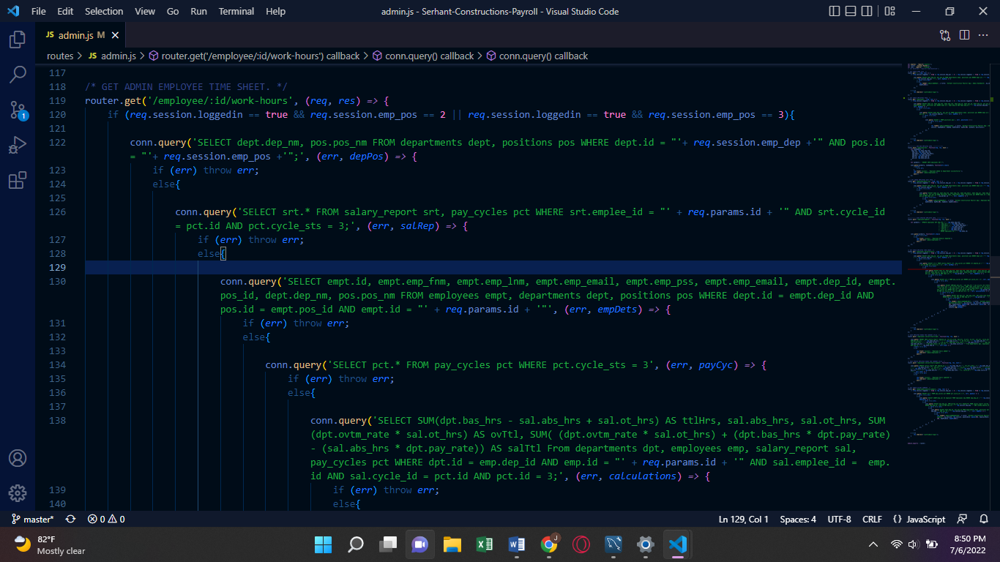 File Edit Selection View Go Run Terminal Help
admin.js - Serhant-Constructions-Payroll - Visual Studio Code
JS admin.js M
routes > JS admin.js > router.get('/employee/:id/work-hours') callback > conn.query() callback > conn.query() callback
117
118 /* GET ADMIN EMPLOYEE TIME SHEET. */
119 router.get('/employee/:id/work-hours', (req, res) => {
120 if (req.session.loggedin == true && req.session.emp_pos == 2 || req.session.loggedin == true && req.session.emp_pos == 3){
121
122 conn.query('SELECT dept.dep_nm, pos.pos_nm FROM departments dept, positions pos WHERE dept.id = "'+ req.session.emp_dep +'" AND pos.id
= "'+ req.session.emp_pos +'";', (err, depPos) => {
123 if (err) throw err;
124 else{
125
126 conn.query('SELECT srt.* FROM salary_report srt, pay_cycles pct WHERE srt.emplee_id = "' + req.params.id + '" AND srt.cycle_id
= pct.id AND pct.cycle_sts = 3;', (err, salRep) => {
127 if (err) throw err;
128 else{
129
130 conn.query('SELECT empt.id, empt.emp_fnm, empt.emp_lnm, empt.emp_email, empt.emp_pss, empt.emp_email, empt.dep_id, empt.
pos_id, dept.dep_nm, pos.pos_nm FROM employees empt, departments dept, positions pos WHERE dept.id = empt.dep_id AND
pos.id = empt.pos_id AND empt.id = "' + req.params.id + '"', (err, empDets) => {
131 if (err) throw err;
132 else{
133
134 conn.query('SELECT pct.* FROM pay_cycles pct WHERE pct.cycle_sts = 3', (err, payCyc) => {
135 if (err) throw err;
136 else{
137
138 conn.query('SELECT SUM(dpt.bas_hrs - sal.abs_hrs + sal.ot_hrs) AS ttlHrs, sal.abs_hrs, sal.ot_hrs, SUM
(dpt.ovtm_rate * sal.ot_hrs) AS ovTtl, SUM( (dpt.ovtm_rate * sal.ot_hrs) + (dpt.bas_hrs * dpt.pay_rate)
- (sal.abs_hrs * dpt.pay_rate)) AS salTtl From departments dpt, employees emp, salary_report sal,
pay_cycles pct WHERE dpt.id = emp.dep_id AND emp.id = "' + req.params.id + '" AND sal.emplee_id =  emp.
id AND sal.cycle_id = pct.id AND pct.id = 3;', (err, calculations) => {
139 if (err) throw err;
140 else{
1
master* 0 0 Ln 129, Col 1 Spaces: 4 UTF-8 CRLF {} JavaScript
82°F
Mostly clear
J
8:50 PM
7/6/2022